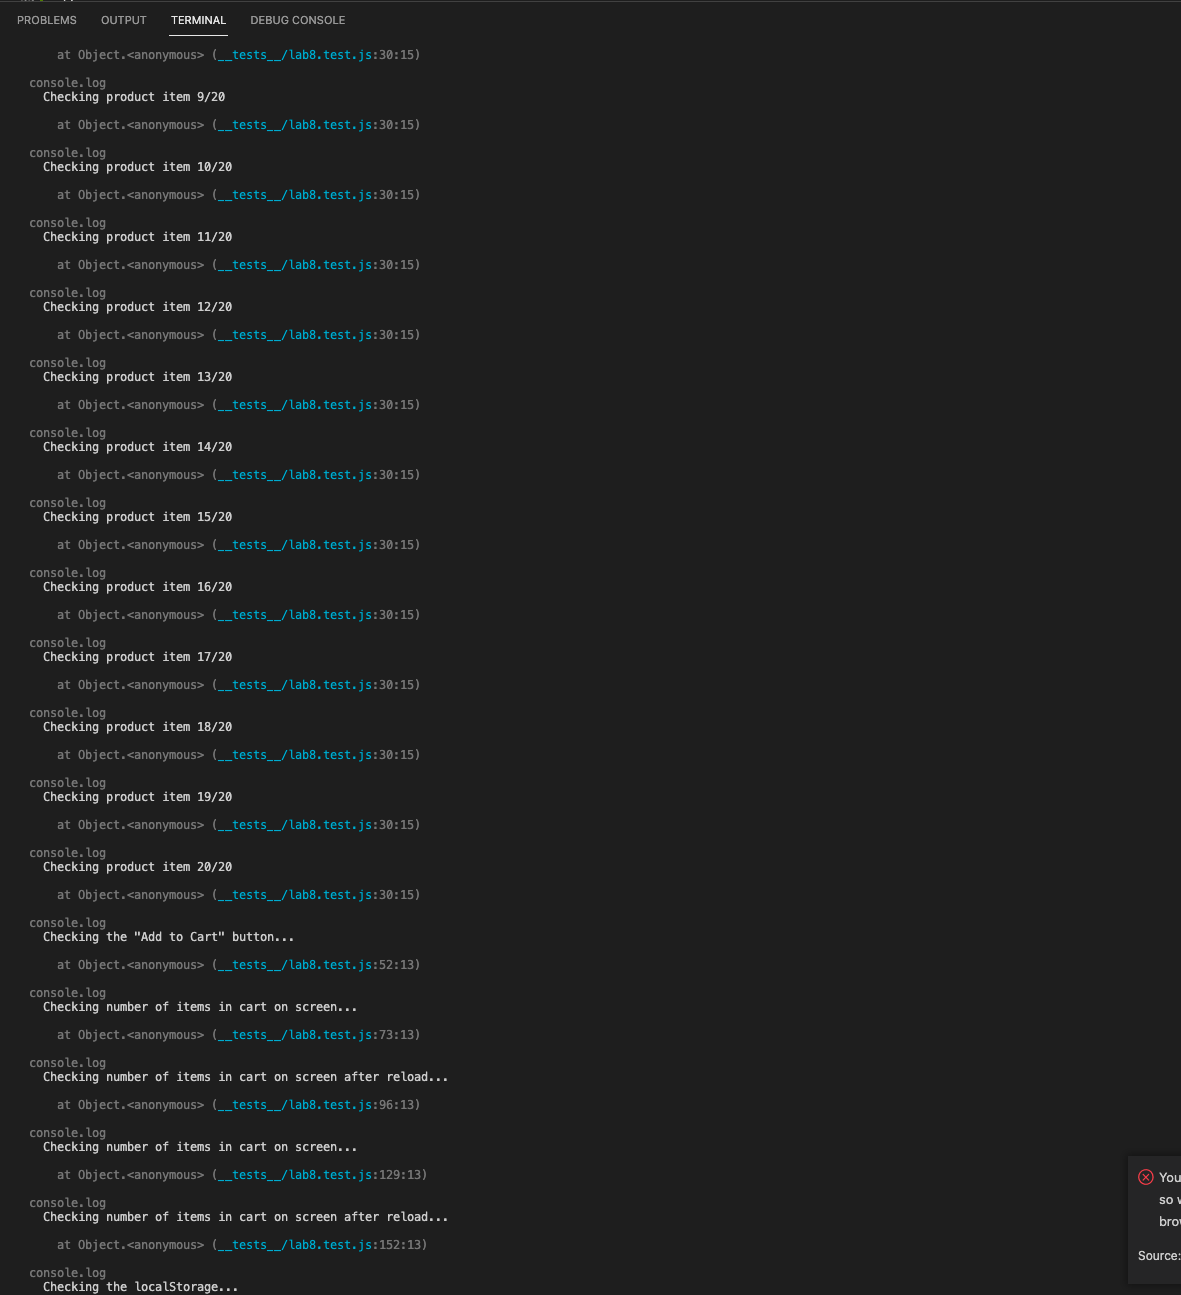 PROBLEMS OUTPUT TERMINAL DEBUG CONSOLE
at Object.<anonymous> (__tests__/lab8.test.js:30:15)
console.log
Checking product item 9/20
at Object.<anonymous> (__tests__/lab8.test.js:30:15)
console.log
Checking product item 10/20
at Object.<anonymous> (__tests__/lab8.test.js:30:15)
console.log
Checking product item 11/20
at Object.<anonymous> (__tests__/lab8.test.js:30:15)
console.log
Checking product item 12/20
at Object.<anonymous> (__tests__/lab8.test.js:30:15)
console.log
Checking product item 13/20
at Object.<anonymous> (__tests__/lab8.test.js:30:15)
console.log
Checking product item 14/20
at Object.<anonymous> (__tests__/lab8.test.js:30:15)
console.log
Checking product item 15/20
at Object.<anonymous> (__tests__/lab8.test.js:30:15)
console.log
Checking product item 16/20
at Object.<anonymous> (__tests__/lab8.test.js:30:15)
console.log
Checking product item 17/20
at Object.<anonymous> (__tests__/lab8.test.js:30:15)
console.log
Checking product item 18/20
at Object.<anonymous> (__tests__/lab8.test.js:30:15)
console.log
Checking product item 19/20
at Object.<anonymous> (__tests__/lab8.test.js:30:15)
console.log
Checking product item 20/20
at Object.<anonymous> (__tests__/lab8.test.js:30:15)
console.log
Checking the "Add to Cart" button...
at Object.<anonymous> (__tests__/lab8.test.js:52:13)
console.log
Checking number of items in cart on screen...
at Object.<anonymous> (__tests__/lab8.test.js:73:13)
console.log
Checking number of items in cart on screen after reload...
at Object.<anonymous> (__tests__/lab8.test.js:96:13)
console.log
Checking number of items in cart on screen...
at Object.<anonymous> (__tests__/lab8.test.js:129:13)
console.log
Checking number of items in cart on screen after reload...
at Object.<anonymous> (__tests__/lab8.test.js:152:13)
console.log
Checking the localStorage...
You
so
Source: